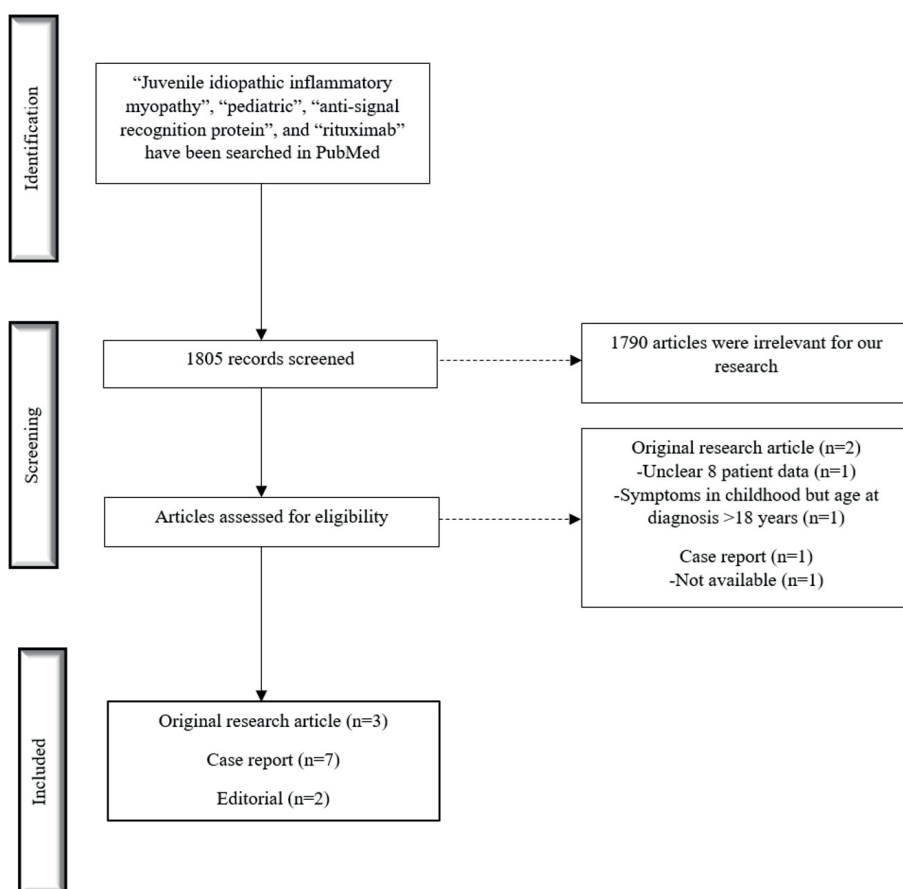 Identification
“Juvenile idiopathic inflammatory
myopathy”, “pediatric”, “anti-signal
recognition protein”, and “rituximab”
have been searched in PubMed
Screening
1805 records screened
1790 articles were irrelevant for our
research
Articles assessed for eligibility
Original research article (n=2)
-Unclear 8 patient data (n=1)
-Symptoms in childhood but age at
diagnosis >18 years (n=1)
Case report (n=1)
-Not available (n=1)
Included
Original research article (n=3)
Case report (n=7)
Editorial (n=2)